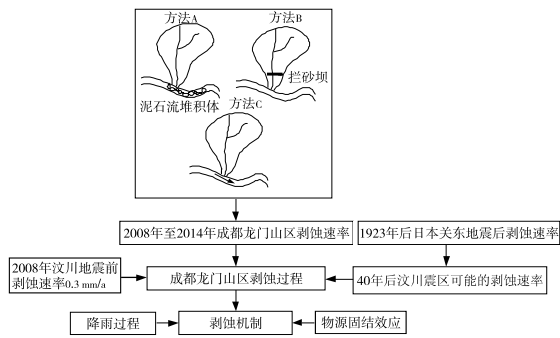 方法A
方法B
拦砂坝
泥石流堆积体
方法C
2008年至2014年成都龙门山区剥蚀速率
1923年后日本关东地震后剥蚀速率
2008年汶川地震前
剥蚀速率0.3 mm/a
成都龙门山区剥蚀过程
40年后汶川震区可能的剥蚀速率
降雨过程
剥蚀机制
物源固结效应